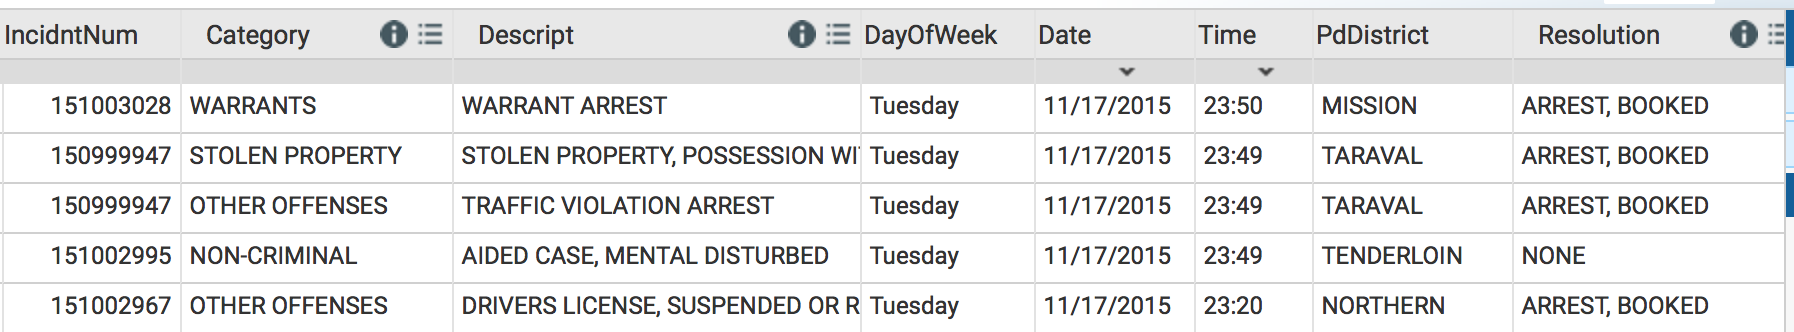 IncidntNum Category Descript DayOfWeek Date Time PdDistrict Resolution
151003028 WARRANTS WARRANT ARREST Tuesday 11/17/2015 23:50 MISSION ARREST, BOOKED
150999947 STOLEN PROPERTY STOLEN PROPERTY, POSSESSION WI Tuesday 11/17/2015 23:49 TARAVAL ARREST, BOOKED
150999947 OTHER OFFENSES TRAFFIC VIOLATION ARREST Tuesday 11/17/2015 23:49 TARAVAL ARREST, BOOKED
151002995 NON-CRIMINAL AIDED CASE, MENTAL DISTURBED Tuesday 11/17/2015 23:49 TENDERLOIN NONE
151002967 OTHER OFFENSES DRIVERS LICENSE, SUSPENDED OR R Tuesday 11/17/2015 23:20 NORTHERN ARREST, BOOKED